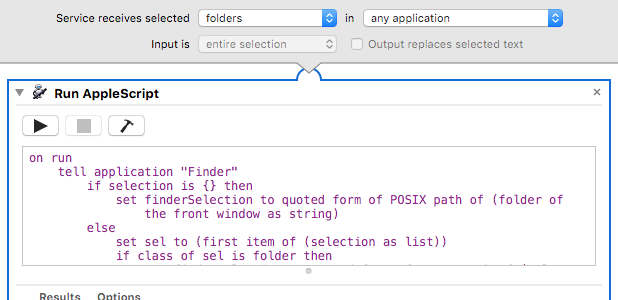 Service receives selected folders in any application
Input is entire selection Output replaces selected text
Run AppleScript
on run
tell application "Finder"
if selection is {} then
set finderSelection to quoted form of POSIX path of (folder of
the front window as string)
else
set sel to (first item of (selection as list))
if class of sel is folder then
Results Options